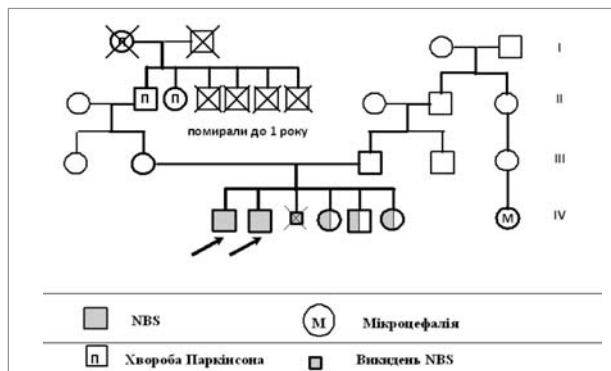 п
I
п п
II
помирали до 1 року
III
М
IV
NBS
М Мікроцефалія
п Хвороба Паркінсона
Викидень NBS